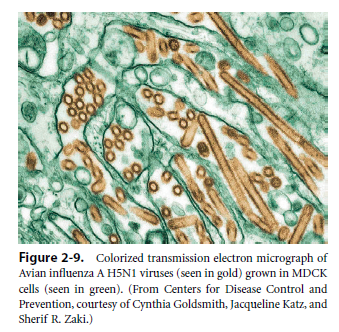 Figure 2-9. Colorized transmission electron micrograph of
Avian influenza A H5N1 viruses (seen in gold) grown in MDCK
cells (seen in green). (From Centers for Disease Control and
Prevention, courtesy of Cynthia Goldsmith, Jacqueline Katz, and
Sherif R. Zaki.)